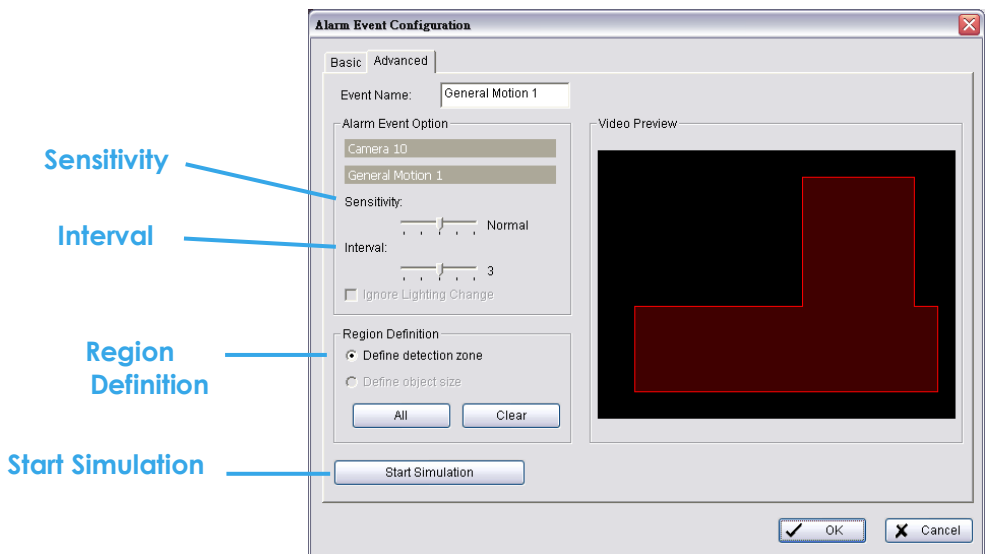 Alarm Event Configuration
Basic
Advanced
Event Name:
General Motion 1
Alarm Event Option
Camera 10
General Motion 1
Sensitivity:
Normal
Interval:
3
Ignore Lighting Change
Region Definition
Define detection zone
Define object size
All
Clear
Start Simulation
Video Preview
OK
Cancel
Sensitivity
Interval
Region
Definition
Start Simulation